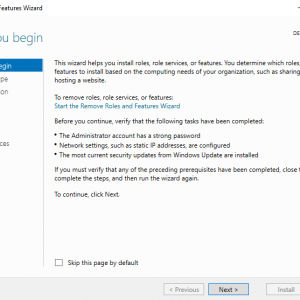 Features Wizard
ou begin
DE
egin
ype
on
ces
This wizard helps you install roles, role services, or features. You determine which roles,
features to install based on the computing needs of your organization, such as sharing
hosting a website.
To remove roles, role services, or features:
Start the Remove Roles and Features Wizard
Before you continue, verify that the following tasks have been completed:
• The Administrator account has a strong password
• Network settings, such as static IP addresses, are configured
• The most current security updates from Windows Update are installed
If you must verify that any of the preceding prerequisites have been completed, close t
complete the steps, and then run the wizard again.
To continue, click Next.
Skip this page by default
< Previous
Next >
Install